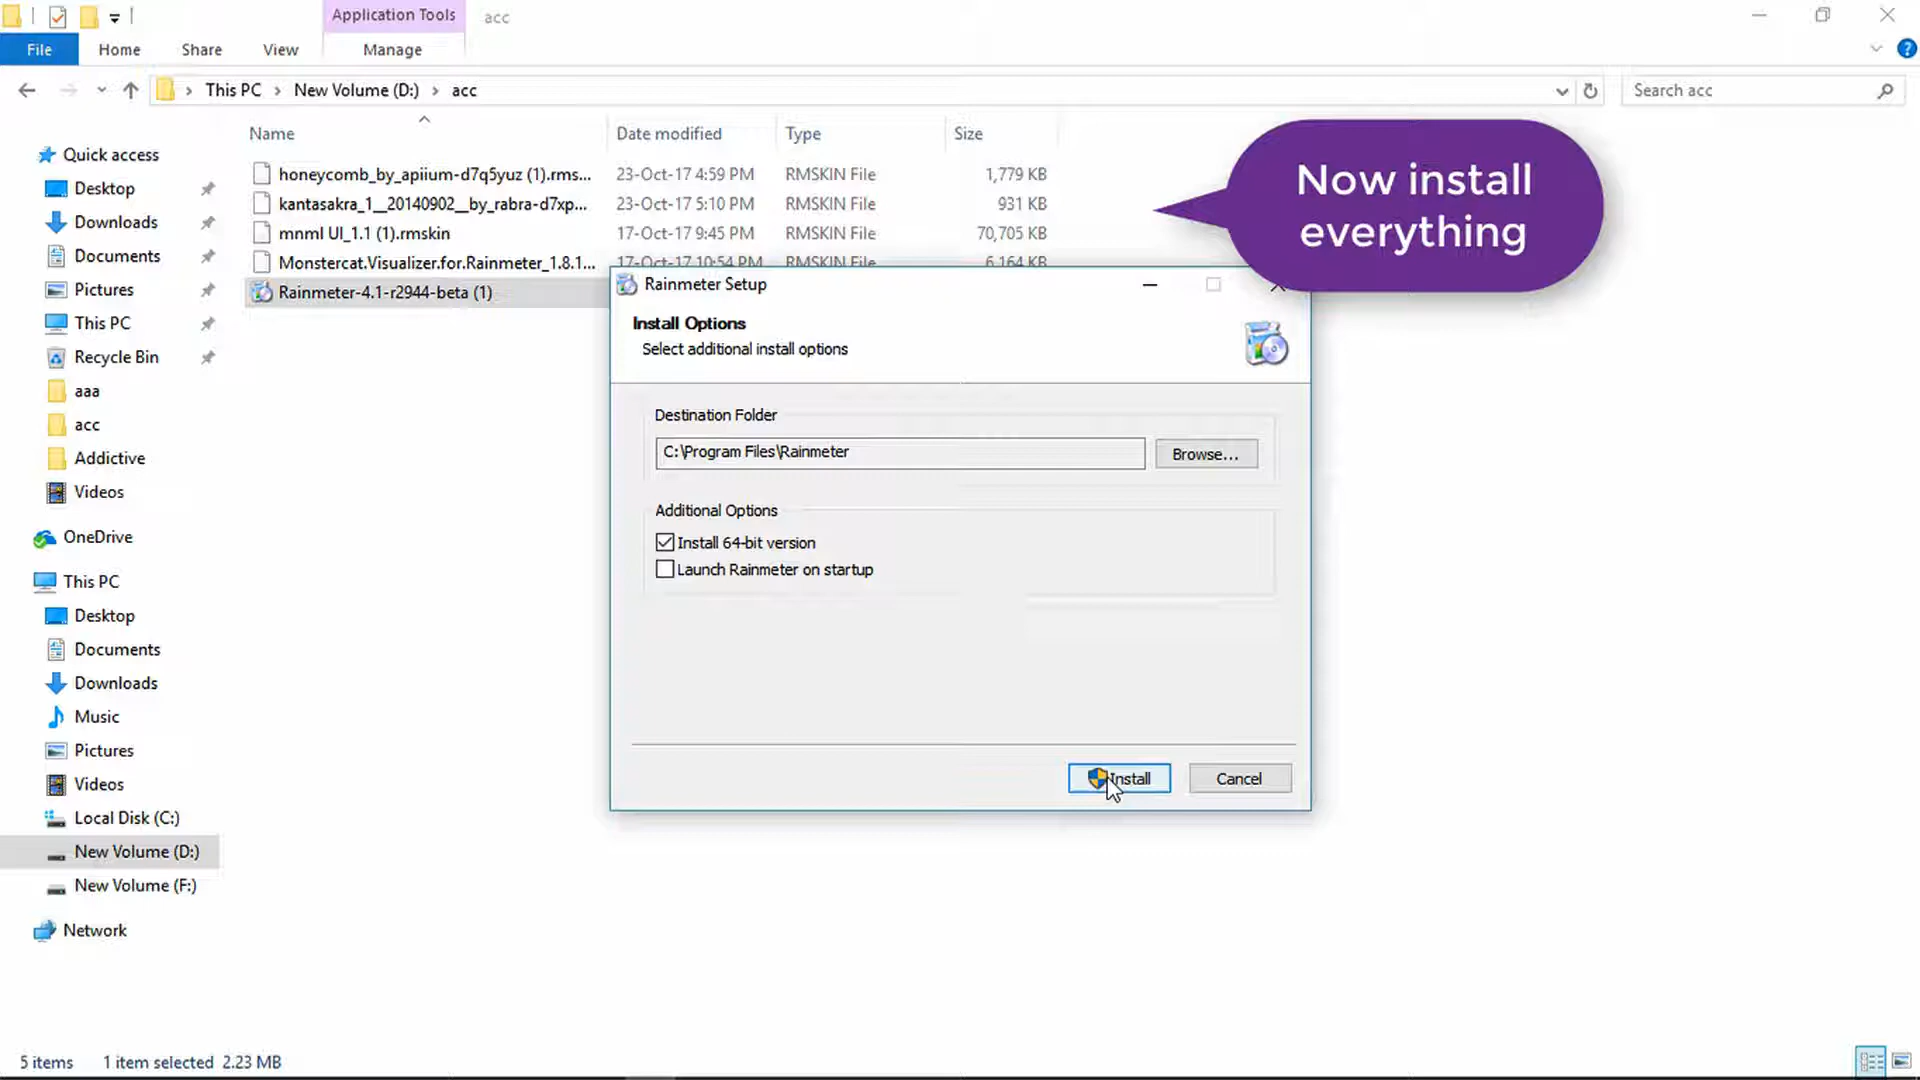 Application Tools
acc
File
Home
Share
View
Manage
This PC
New Volume (D:)
acc
Search acc
Name
Date modified
Type
Size
honeycomb_by_apiium-d7q5yuz (1).rms...
23-Oct-17 4:59 PM
RMSKIN File
1,779 KB
kantasakra_1__20140902__by_rabra-d7xp...
23-Oct-17 5:10 PM
RMSKIN File
931 KB
mnml UI_1.1 (1).rmskin
17-Oct-17 9:45 PM
RMSKIN File
70,705 KB
Monstercat.Visualizer.for.Rainmeter_1.8.1...
17-Oct-17 10:54 PM
RMSKIN File
6,164 KB
Rainmeter-4.1-r2944-beta (1)
Now install
everything
Quick access
Desktop
Downloads
Documents
Pictures
This PC
Recycle Bin
aaa
acc
Addictive
Videos
OneDrive
This PC
Desktop
Documents
Downloads
Music
Pictures
Videos
Local Disk (C:)
New Volume (D:)
New Volume (F:)
Network
Rainmeter Setup
Install Options
Select additional install options
Destination Folder
C:\Program Files\Rainmeter
Browse...
Additional Options
Install 64-bit version
Launch Rainmeter on startup
Install
Cancel
5 items
1 item selected 2.23 MB